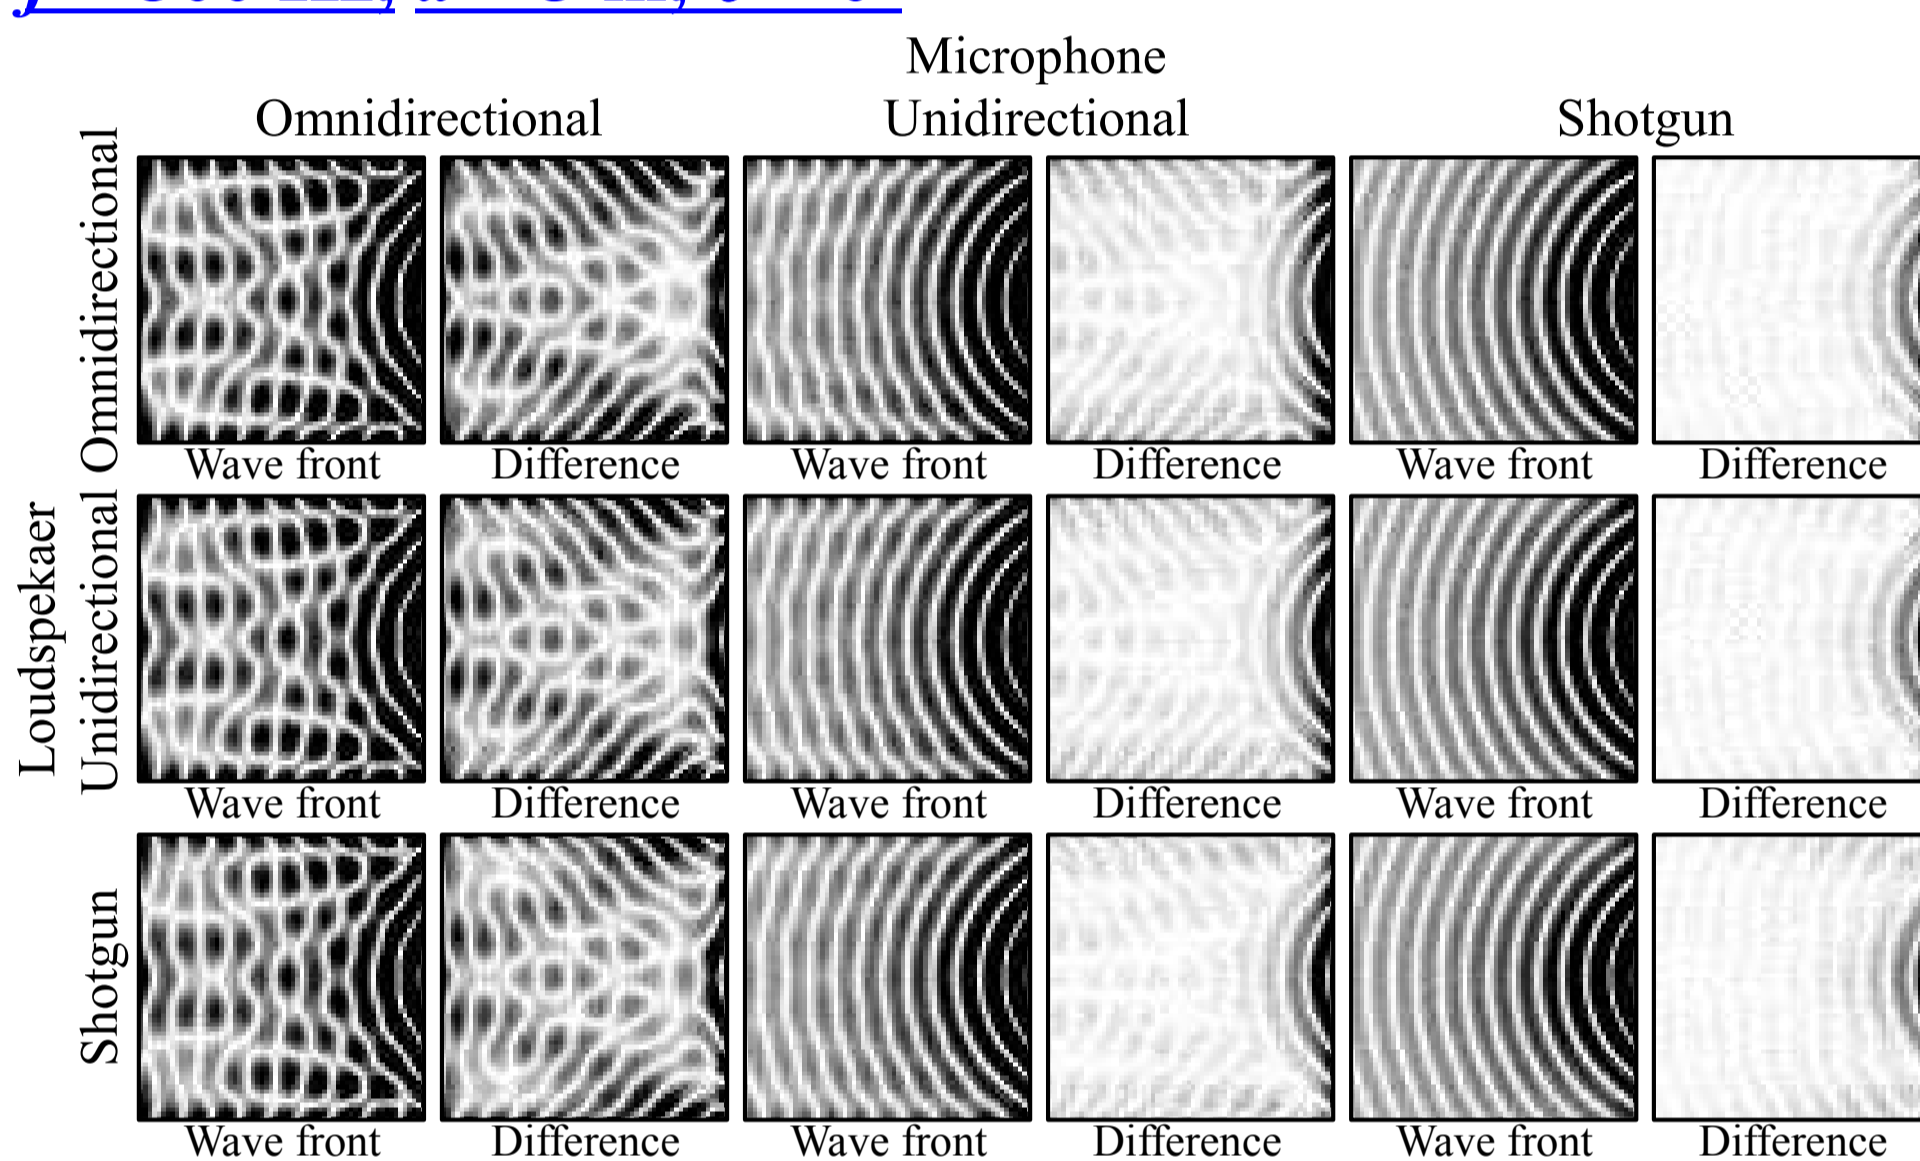 Microphone
Omnidirectional Unidirectional Shotgun
Loudspekaer
Omnidirectional
Wave front Difference Wave front Difference Wave front Difference
Unidirectional
Wave front Difference Wave front Difference Wave front Difference
Shotgun
Wave front Difference Wave front Difference Wave front Difference